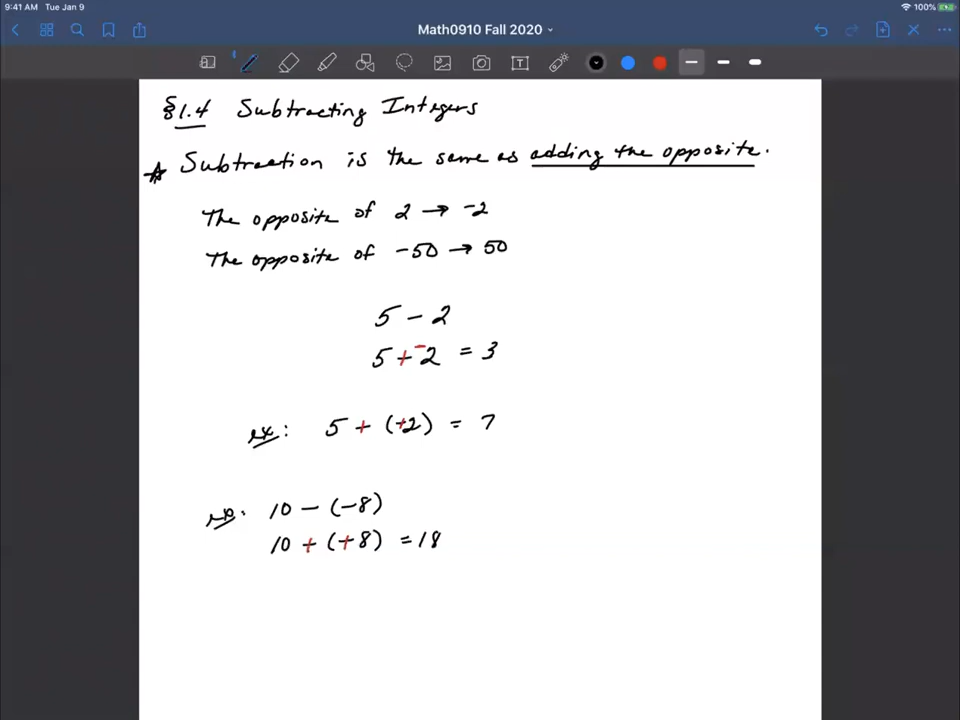 9:41 AM Tue Jan 9
100%
Math0910 Fall 2020
T
§1.4 Subtracting Integers
☆ Subtraction is the same as adding the opposite.
The opposite of 2 → -2
The opposite of -50 → 50
5 - 2
5 + -2 = 3
ex: 5 + (+2) = 7
ex: 10 - (-8)
10 + (+8) = 18